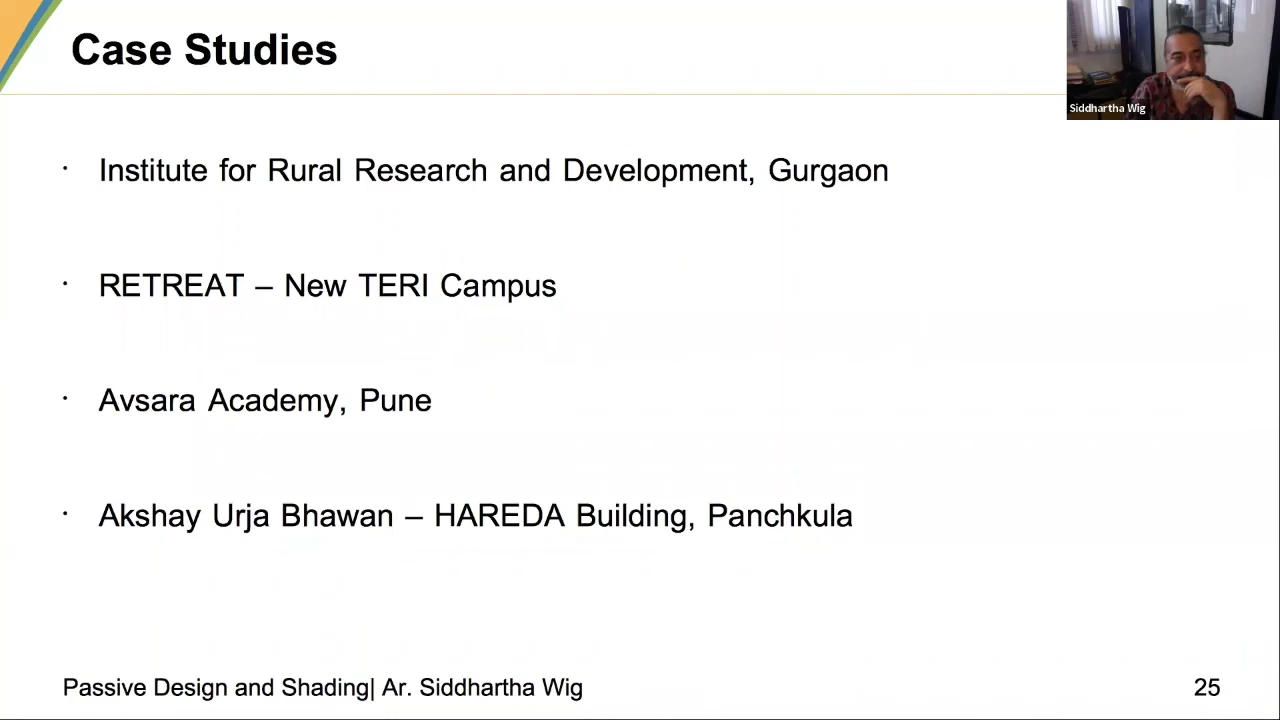 Case Studies
Siddhartha Wig
· Institute for Rural Research and Development, Gurgaon
· RETREAT – New TERI Campus
· Avsara Academy, Pune
· Akshay Urja Bhawan – HAREDA Building, Panchkula
Passive Design and Shading| Ar. Siddhartha Wig
25